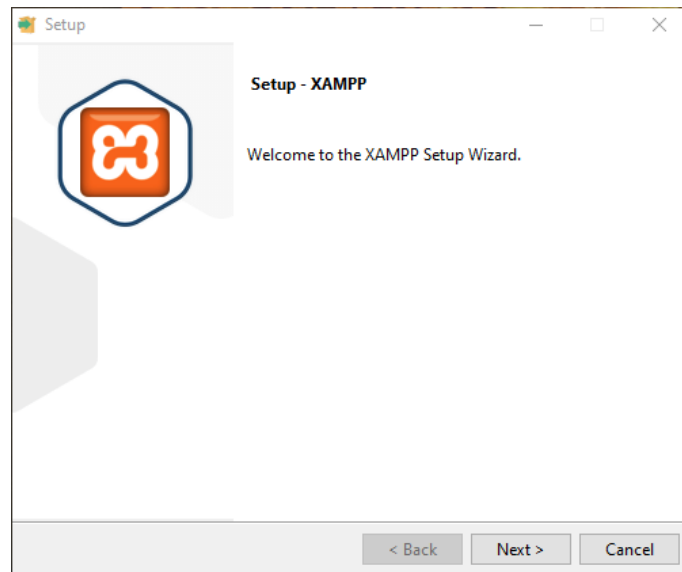 Setup
Setup - XAMPP
Welcome to the XAMPP Setup Wizard.
< Back
Next >
Cancel